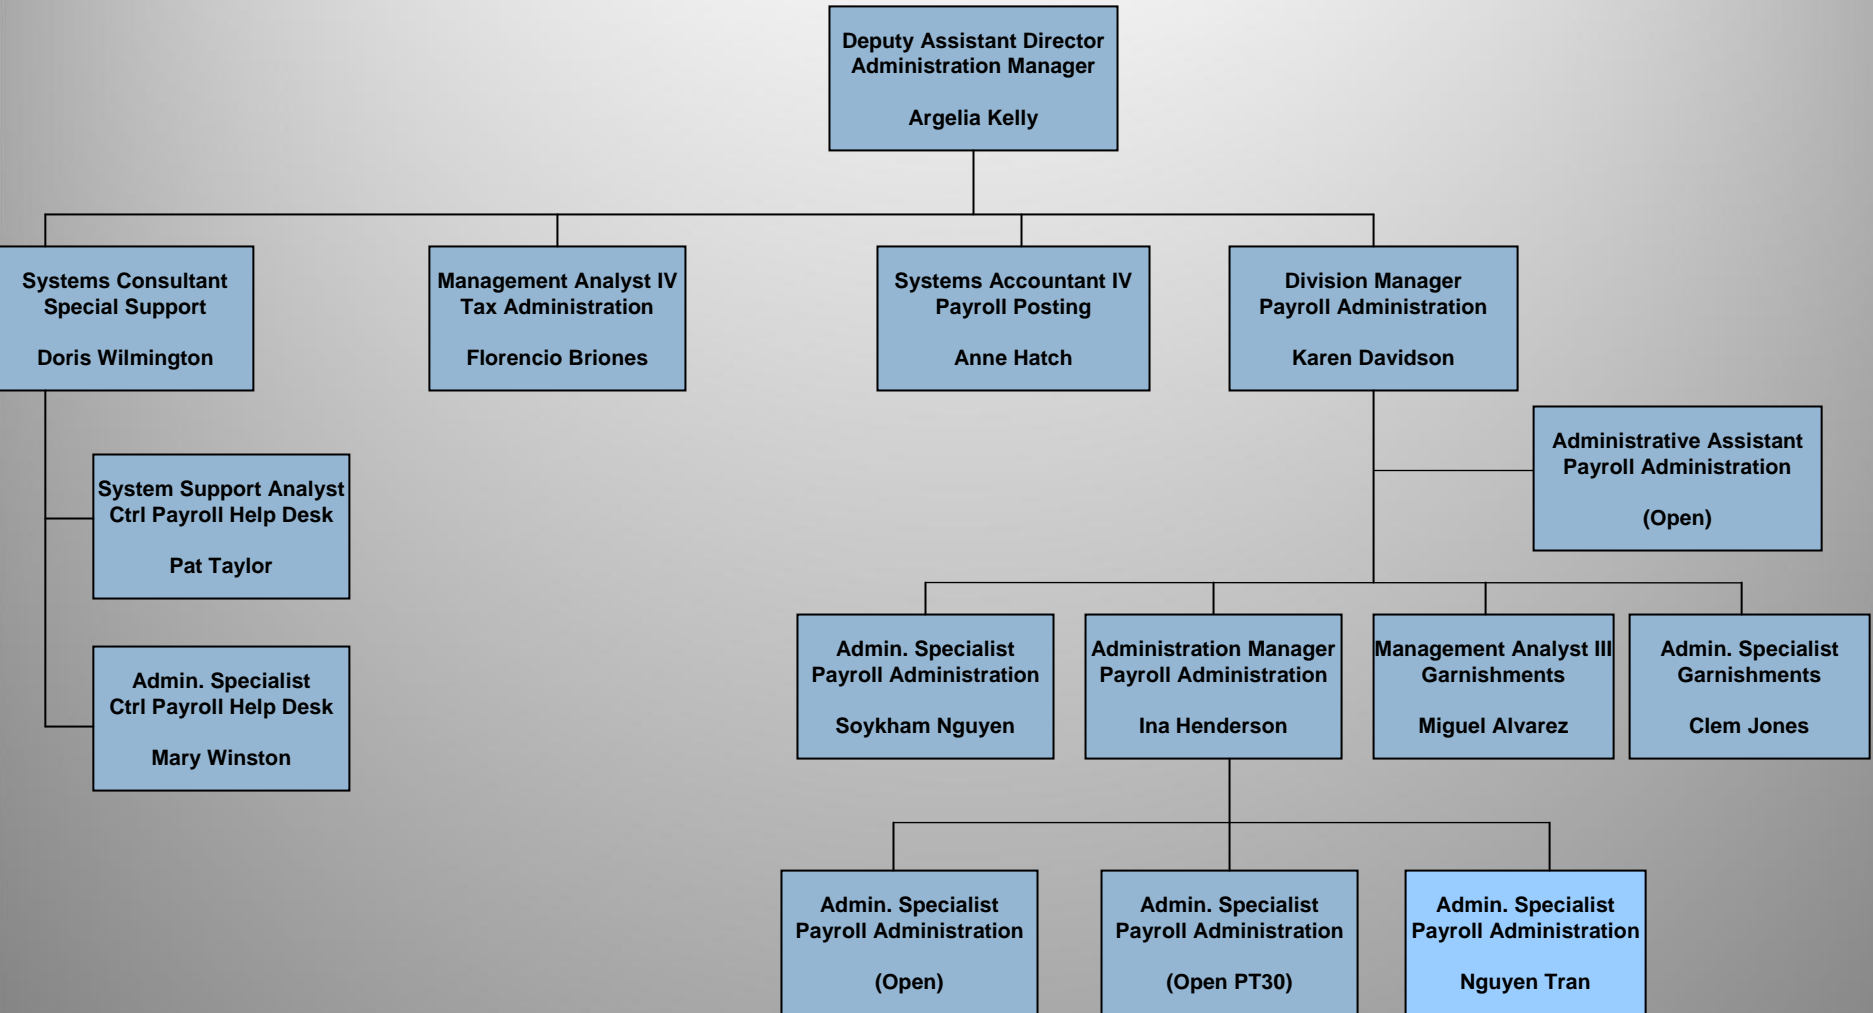 Deputy Assistant Director
Administration Manager
Argelia Kelly
Systems Consultant
Special Support
Doris Wilmington
Management Analyst IV
Tax Administration
Florencio Briones
Systems Accountant IV
Payroll Posting
Anne Hatch
Division Manager
Payroll Administration
Karen Davidson
Administrative Assistant
Payroll Administration
(Open)
System Support Analyst
Ctrl Payroll Help Desk
Pat Taylor
Admin. Specialist
Ctrl Payroll Help Desk
Mary Winston
Admin. Specialist
Payroll Administration
Soykham Nguyen
Administration Manager
Payroll Administration
Ina Henderson
Management Analyst III
Garnishments
Miguel Alvarez
Admin. Specialist
Garnishments
Clem Jones
Admin. Specialist
Payroll Administration
(Open)
Admin. Specialist
Payroll Administration
(Open PT30)
Admin. Specialist
Payroll Administration
Nguyen Tran